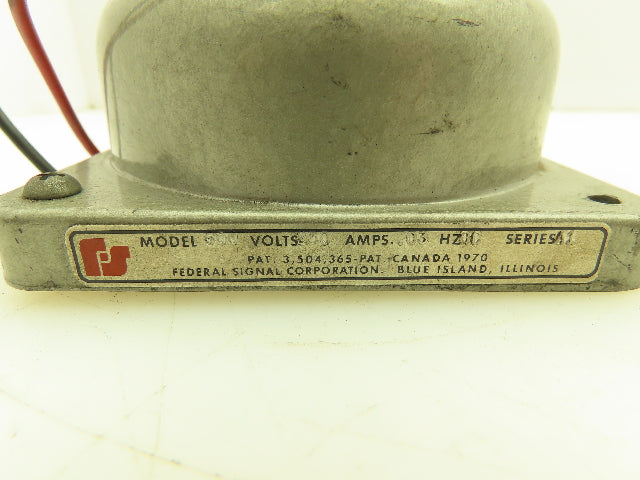 MODEL VOLTS AMPS. .03 HZ SERIES A1
PAT. 3,504,365-PAT. CANADA 1970
FEDERAL SIGNAL CORPORATION. BLUE ISLAND, ILLINOIS